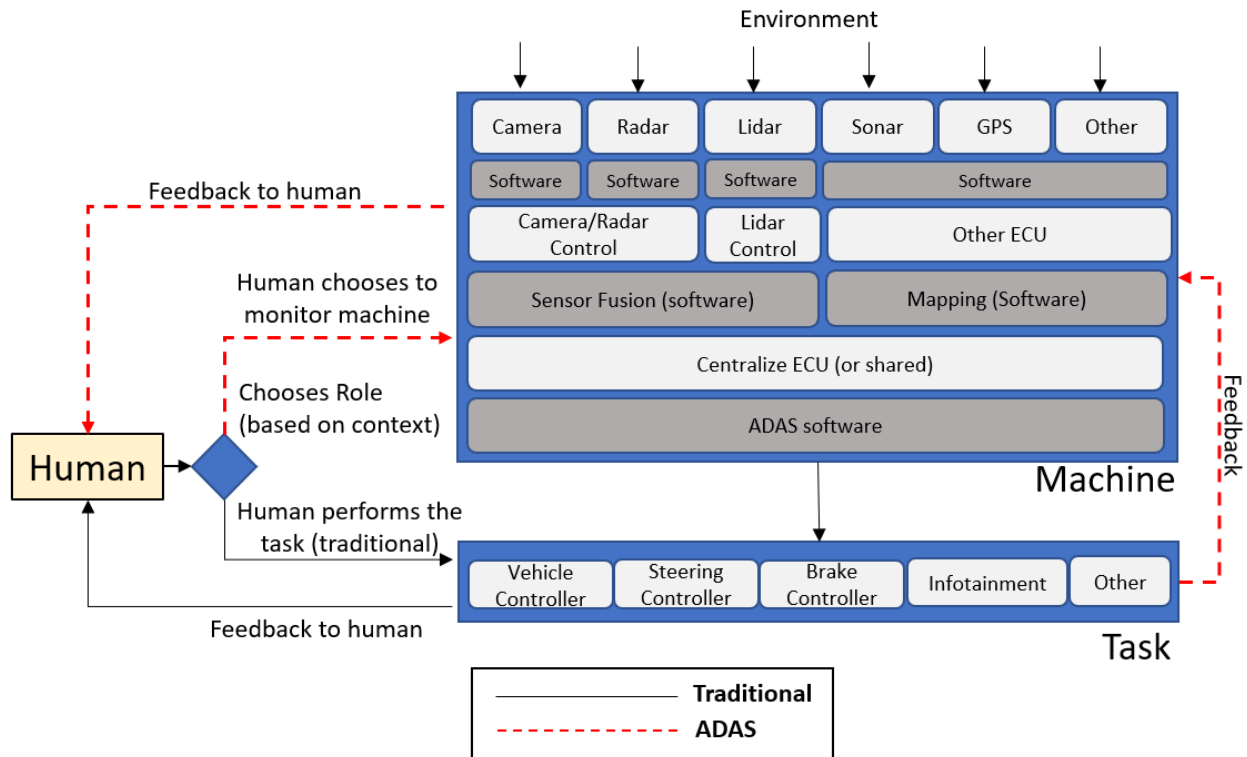 Environment
Camera
Radar
Lidar
Sonar
GPS
Other
Software
Software
Software
Software
Camera/Radar
Control
Lidar
Control
Other ECU
Sensor Fusion (software)
Mapping (Software)
Centralize ECU (or shared)
ADAS software
Machine
Feedback to human
Human chooses to
monitor machine
Chooses Role
(based on context)
Human
Human performs the
task (traditional)
Feedback to human
Feedback
Vehicle
Controller
Steering
Controller
Brake
Controller
Infotainment
Other
Task
Traditional
ADAS